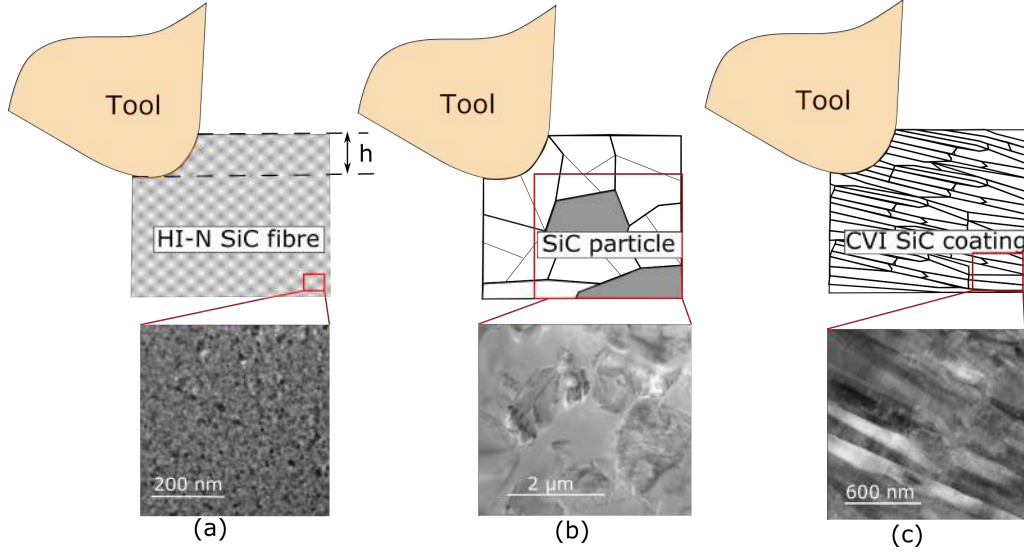 Tool
Tool
Tool
h
HI-N SiC fibre
SiC particle
CVI SiC coating
200 nm
2 μm
600 nm
(a)
(b)
(c)